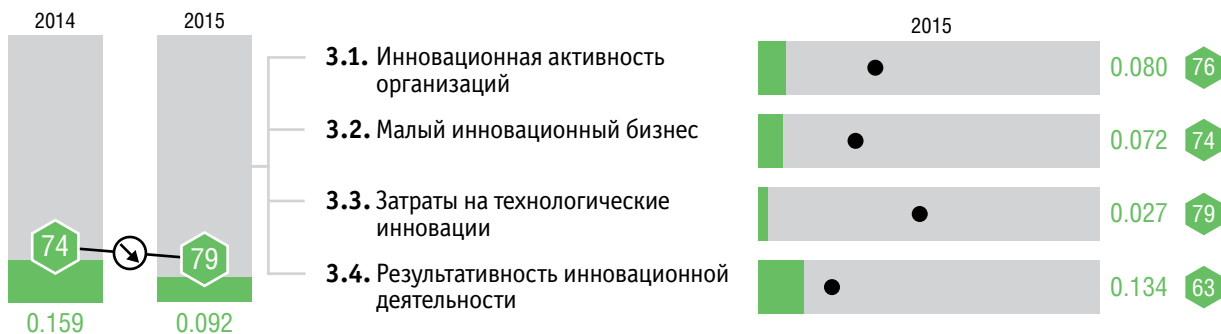 2014
2015
74
79
0.159
0.092
3.1. Инновационная активность
организаций
3.2. Малый инновационный бизнес
3.3. Затраты на технологические
инновации
3.4. Результативность инновационной
деятельности
2015
0.080 76
0.072 74
0.027 79
0.134 63